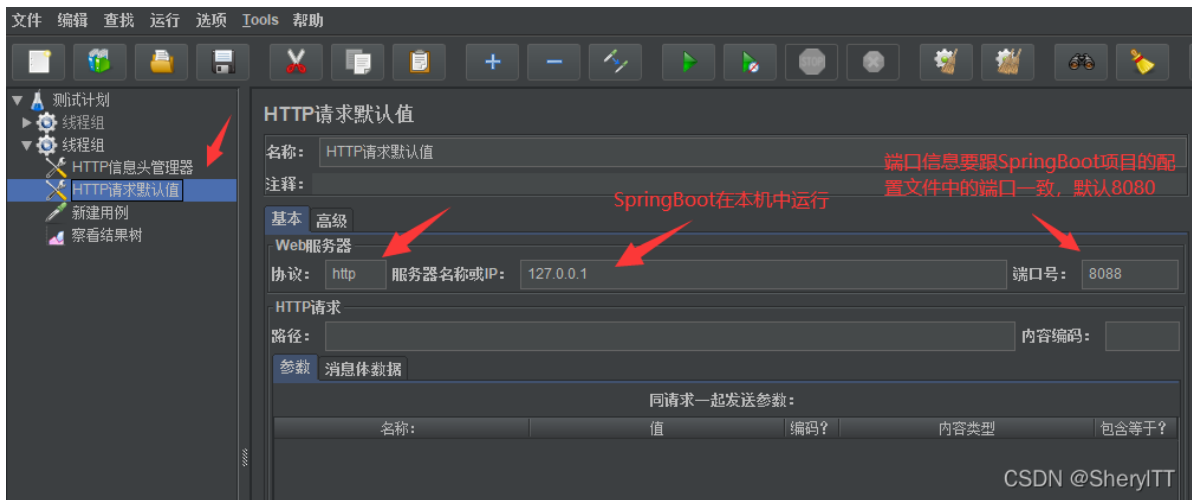 文件 编辑 查找 运行 选项 Tools 帮助
STOP
测试计划
线程组
线程组
HTTP信息头管理器
HTTP请求默认值
新建用例
察看结果树
HTTP请求默认值
名称： HTTP请求默认值
注释：
端口信息要跟SpringBoot项目的配
置文件中的端口一致，默认8080
SpringBoot在本机中运行
基本 高级
Web服务器
协议： http 服务器名称或IP： 127.0.0.1 端口号： 8088
HTTP请求
路径： 内容编码：
参数 消息体数据
同请求一起发送参数：
名称： 值 编码？ 内容类型 包含等于？
CSDN @SherylTT